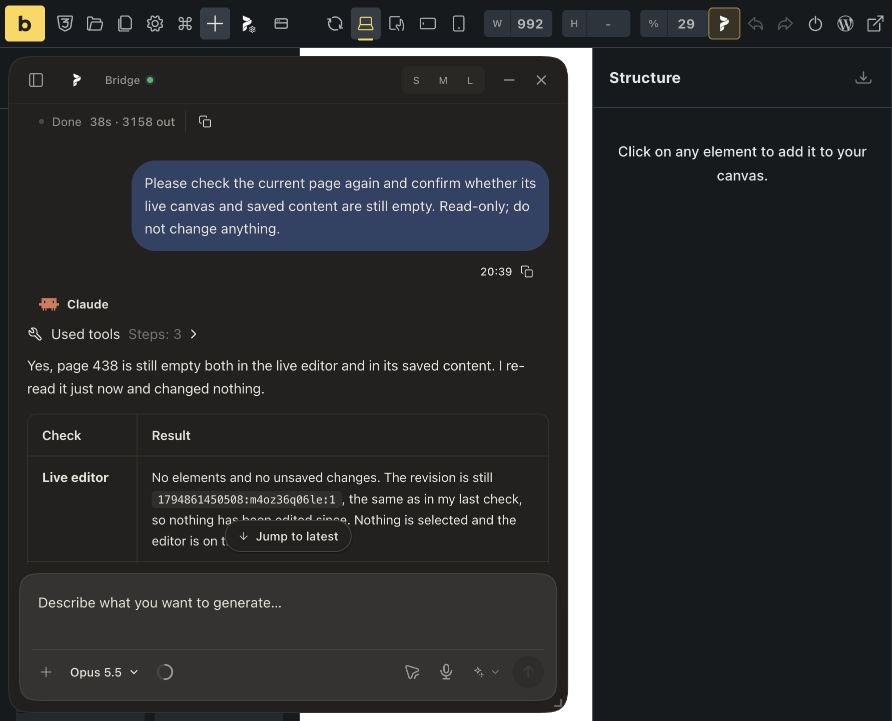 b
W 992
H -
% 29
Bridge
S M L
Done 38s · 3158 out
Please check the current page again and confirm whether its
live canvas and saved content are still empty. Read-only; do
not change anything.
20:39
Claude
Used tools Steps: 3
Yes, page 438 is still empty both in the live editor and in its saved content. I re-
read it just now and changed nothing.
Check Result
Live editor
No elements and no unsaved changes. The revision is still
1794861450508:m4oz36q06le:1, the same as in my last check,
so nothing has been edited since. Nothing is selected and the
editor is on t
Jump to latest
Describe what you want to generate...
Opus 5.5
Structure
Click on any element to add it to your
canvas.